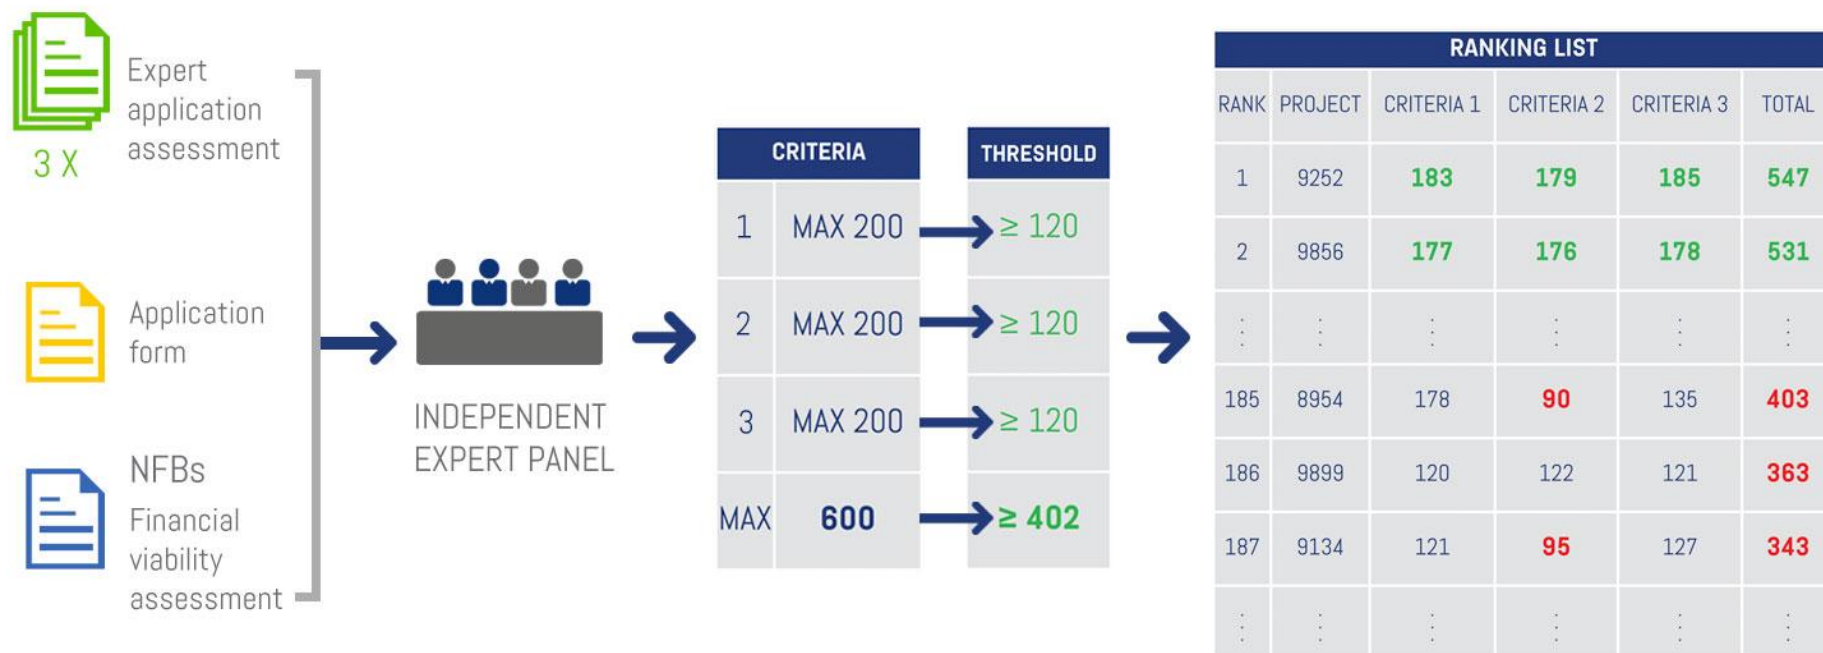 Expert
application
assessment
3 X
Application
form
NFBs
Financial
viability
assessment
INDEPENDENT
EXPERT PANEL
CRITERIA THRESHOLD
1 MAX 200 ≥ 120
2 MAX 200 ≥ 120
3 MAX 200 ≥ 120
MAX 600 ≥ 402
RANKING LIST
RANK PROJECT CRITERIA 1 CRITERIA 2 CRITERIA 3 TOTAL
1 9252 183 179 185 547
2 9856 177 176 178 531
: : : : : :
185 8954 178 90 135 403
186 9899 120 122 121 363
187 9134 121 95 127 343
: : : : : :